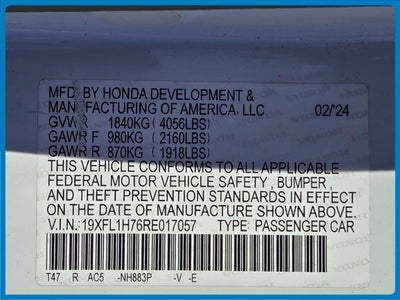 MFD. BY HONDA DEVELOPMENT &
MANUFACTURING OF AMERICA, LLC 02/'24
GVWR 1840KG (4056LBS)
GAWR F 980KG (2160LBS)
GAWR R 870KG (1918LBS)
THIS VEHICLE CONFORMS TO ALL APPLICABLE
FEDERAL MOTOR VEHICLE SAFETY , BUMPER,
AND THEFT PREVENTION STANDARDS IN EFFECT
ON THE DATE OF MANUFACTURE SHOWN ABOVE.
V.I.N.: 19XFL1H76RE017057 TYPE: PASSENGER CAR
T47 R AC5 -NH883P -V -E